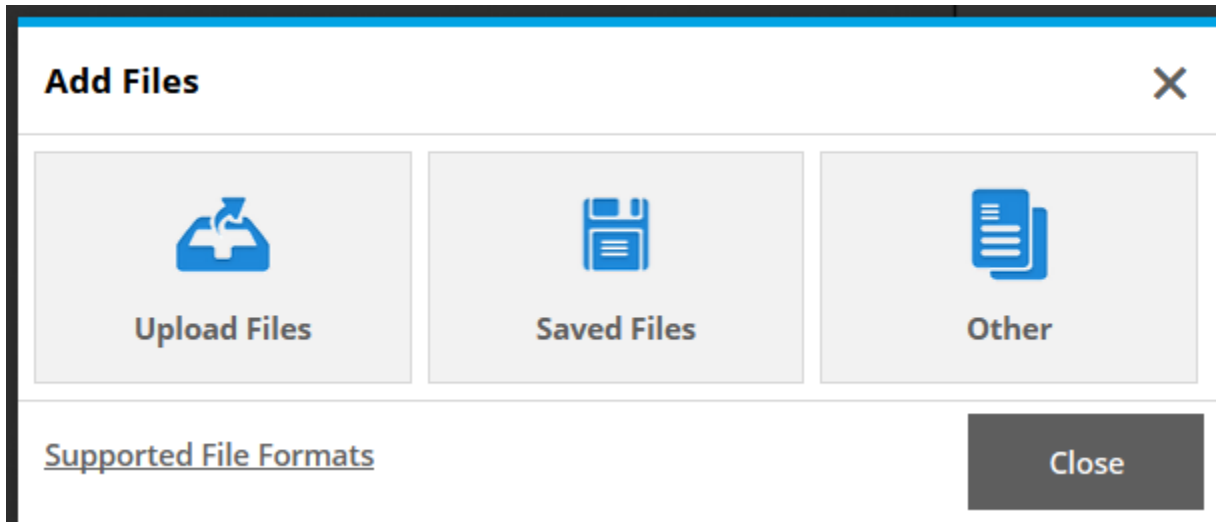 Add Files
Upload Files
Saved Files
Other
Supported File Formats
Close